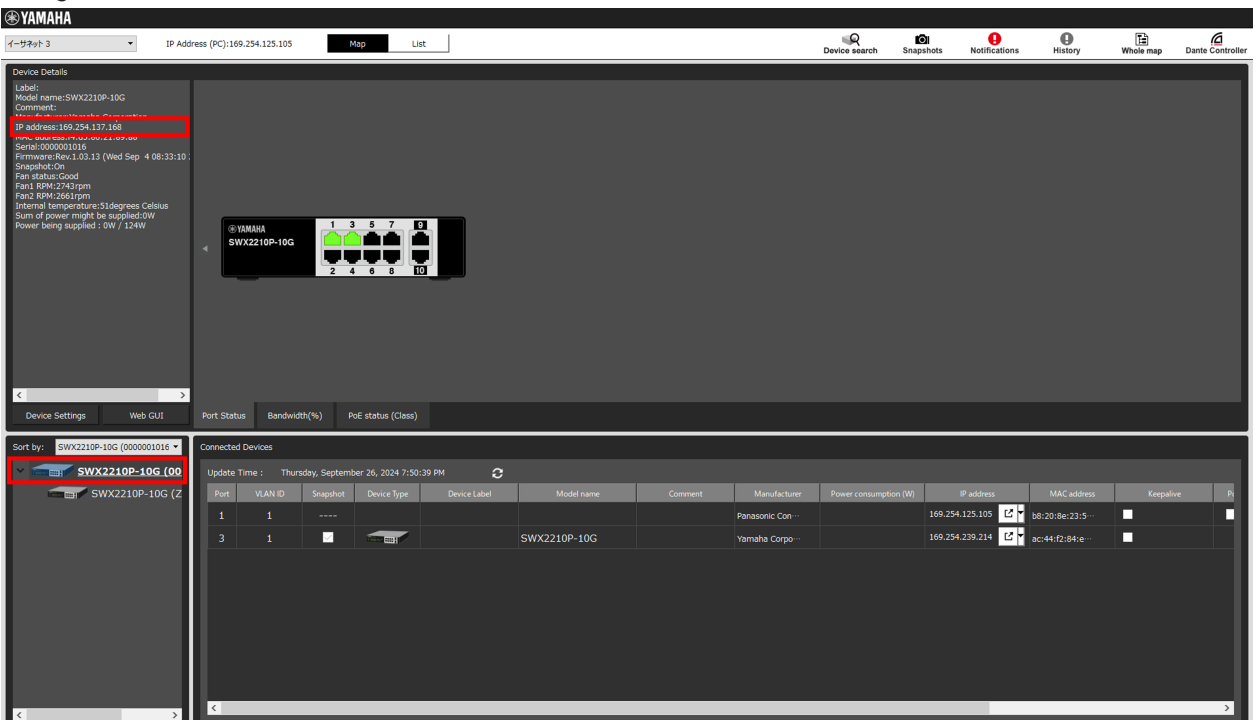 YAMAHA
イーサネット 3
IP Address (PC):169.254.125.105
Map
List
Device search
Snapshots
Notifications
History
Whole map
Dante Controller
Device Details
Label:
Model name:SWX2210P-10G
Comment:
IP address:169.254.137.168
Serial:0000001016
Firmware:Rev.1.03.13 (Wed Sep 4 08:33:10
Snapshot:On
Fan status:Good
Fan1 RPM:2743rpm
Fan2 RPM:2661rpm
Internal temperature:51degrees Celsius
Sum of power might be supplied:0W
Power being supplied : 0W / 124W
YAMAHA
SWX2210P-10G
1 3 5 7 9
2 4 6 8 10
Device Settings
Web GUI
Port Status
Bandwidth(%)
PoE status (Class)
Sort by:
SWX2210P-10G (0000001016
SWX2210P-10G (00
SWX2210P-10G (Z
Connected Devices
Update Time : Thursday, September 26, 2024 7:50:39 PM
Port VLAN ID Snapshot Device Type Device Label Model name Comment Manufacturer Power consumption (W) IP address MAC address Keepalive
1 1 ---- Panasonic Con··· 169.254.125.105 b8:20:8e:23:5···
3 1 SWX2210P-10G Yamaha Corpo··· 169.254.239.214 ac:44:f2:84:e···